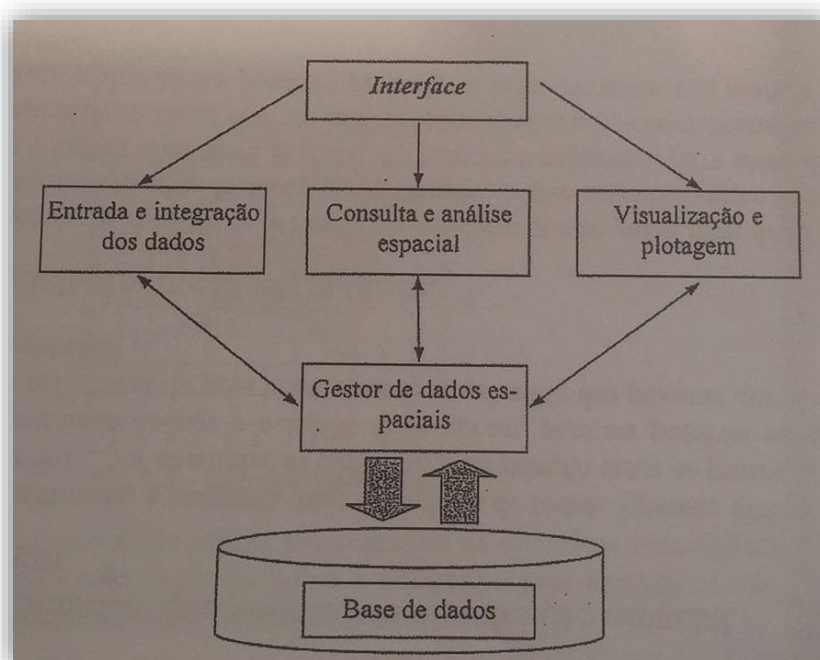 Interface
Entrada e integração
dos dados
Consulta e análise
espacial
Visualização e
plotagem
Gestor de dados es-
paciais
Base de dados